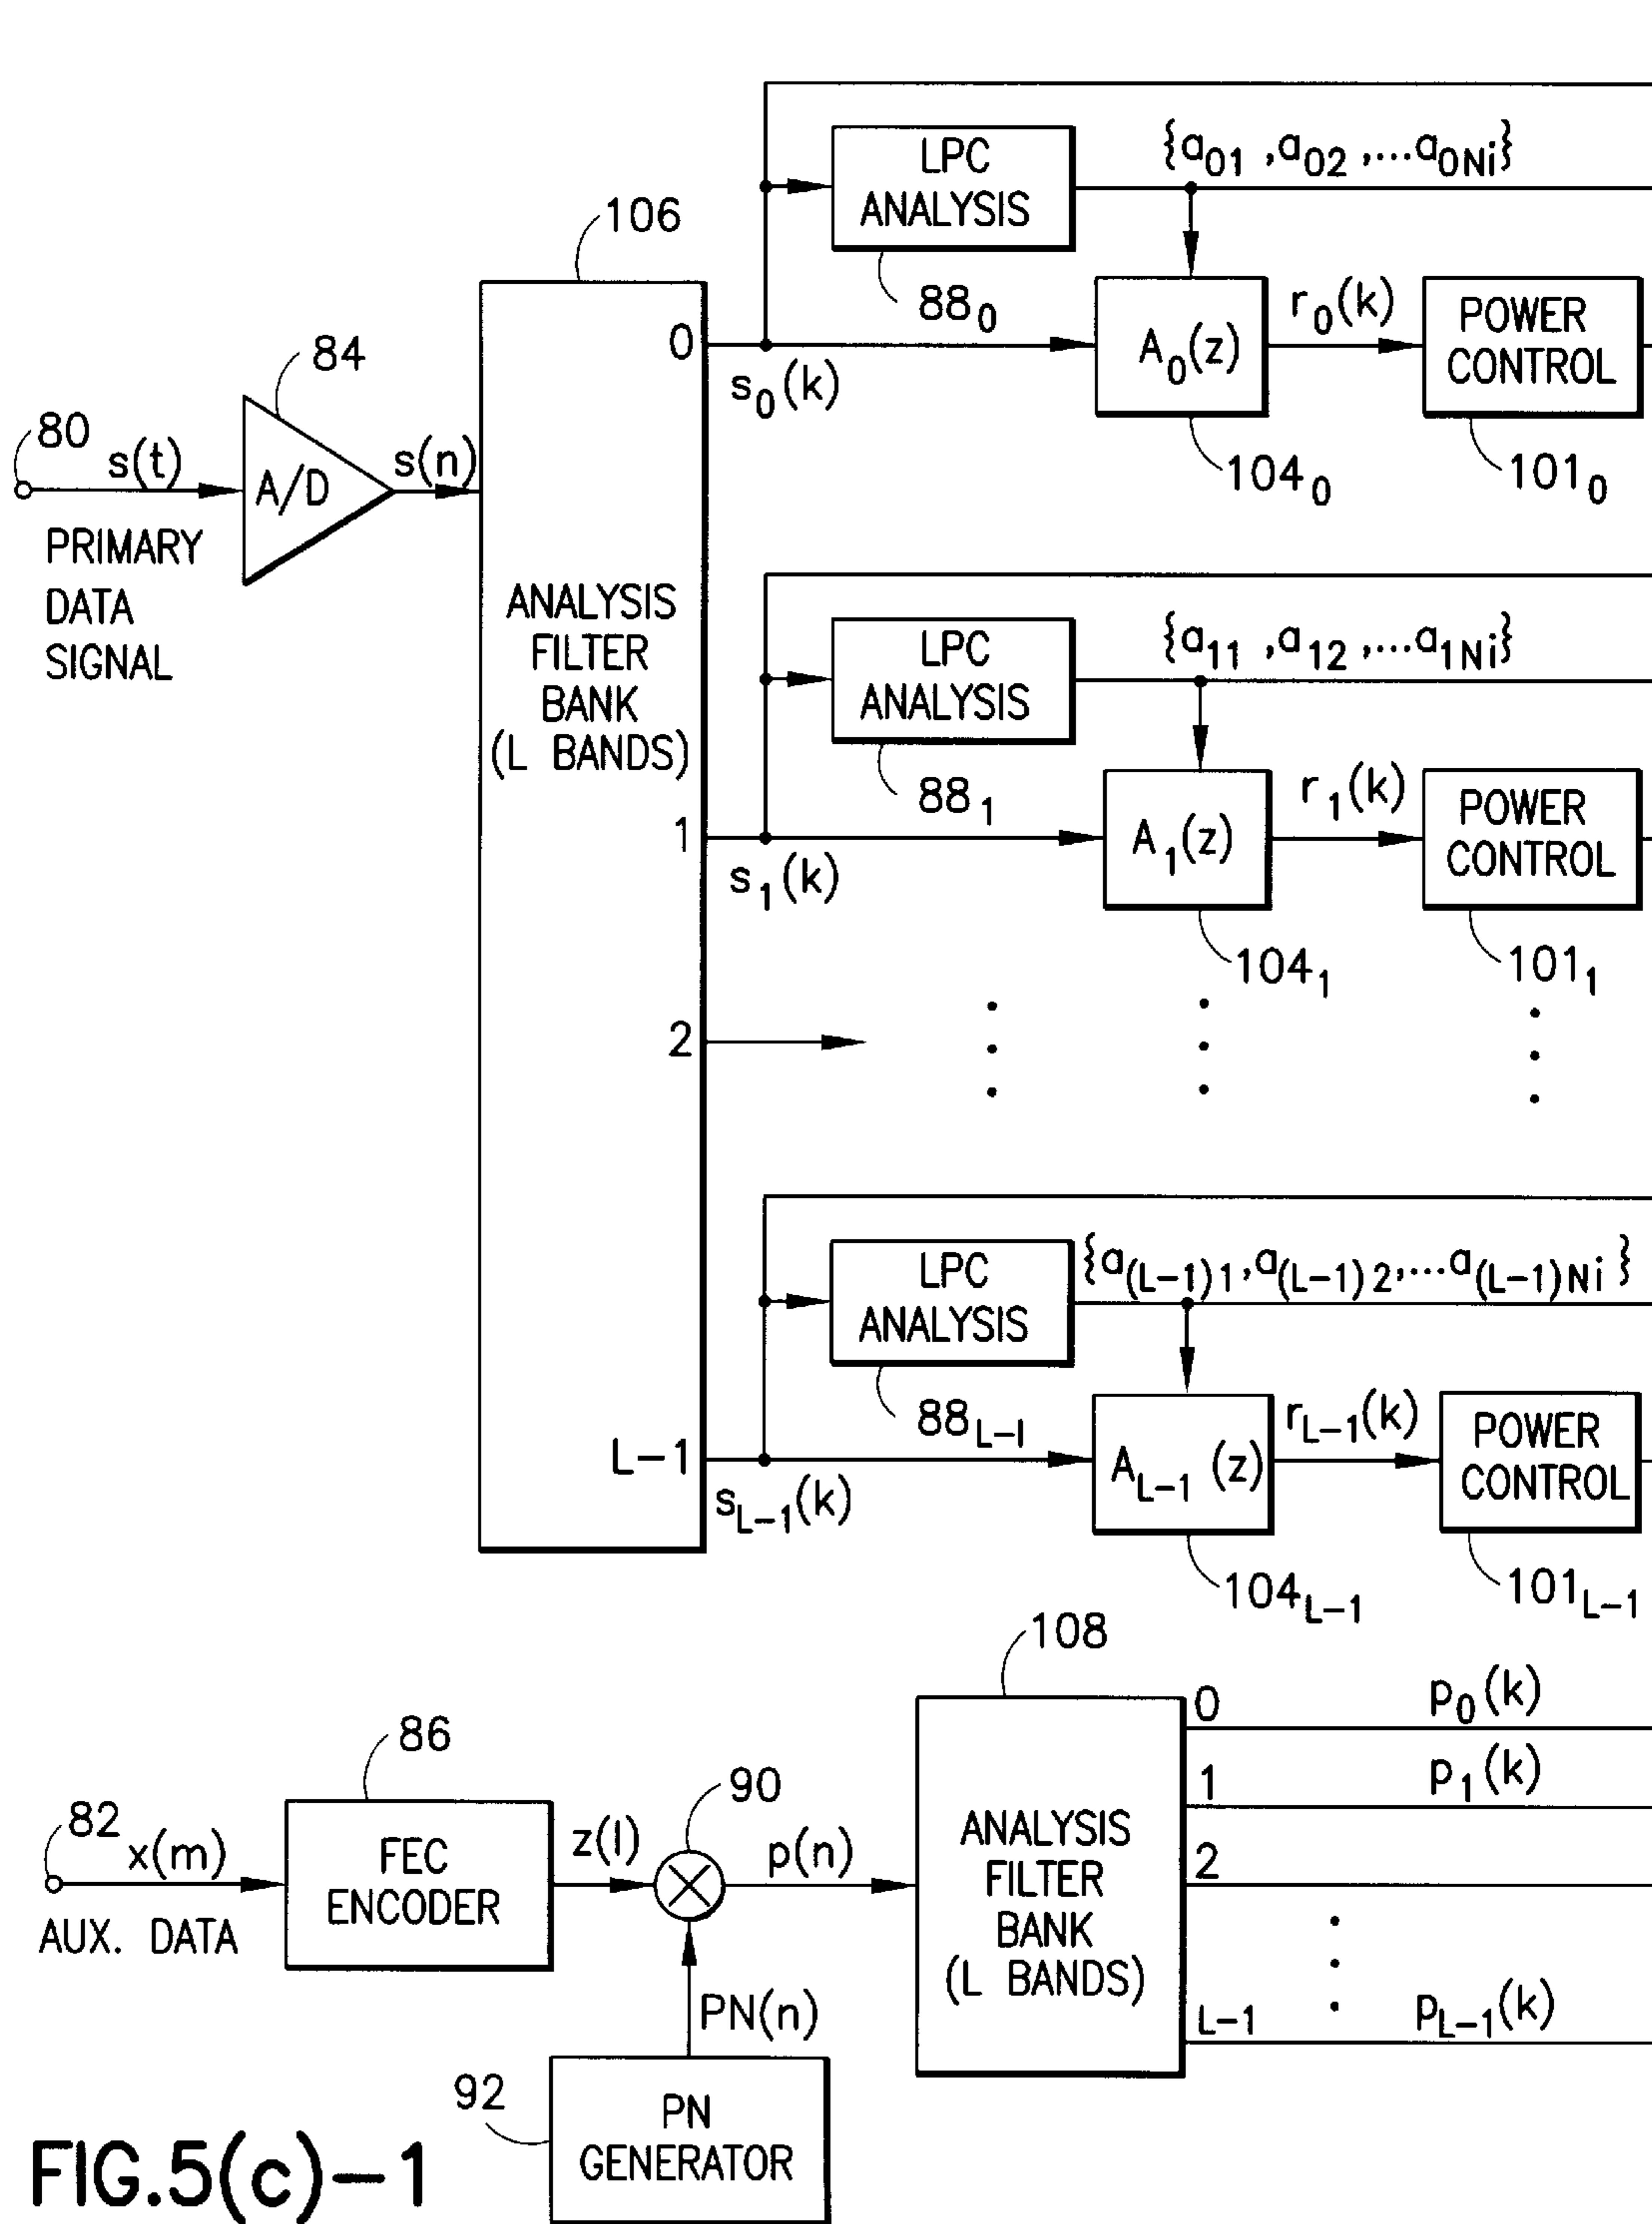 LPC
ANALYSIS
{a01 ,a02 ,...a0Ni}
106
88₀
A₀(z)
r₀(k)
POWER
CONTROL
0
s₀(k)
84
80
s(t)
A/D
s(n)
104₀
101₀
PRIMARY
DATA
SIGNAL
ANALYSIS
FILTER
BANK
(L BANDS)
LPC
ANALYSIS
{a11 ,a12 ,...a1Ni}
88₁
A₁(z)
r₁(k)
POWER
CONTROL
1
s₁(k)
104₁
101₁
2
LPC
ANALYSIS
{a(L-1)1,a(L-1)2,...a(L-1)Ni}
88L-1
AL-1 (z)
rL-1(k)
POWER
CONTROL
L-1
sL-1(k)
104L-1
101L-1
108
0
p₀(k)
86
90
1
p₁(k)
82
x(m)
FEC
ENCODER
z(l)
p(n)
ANALYSIS
FILTER
BANK
(L BANDS)
2
AUX. DATA
PN(n)
L-1
pL-1(k)
92
PN
GENERATOR
FIG.5(c)-1